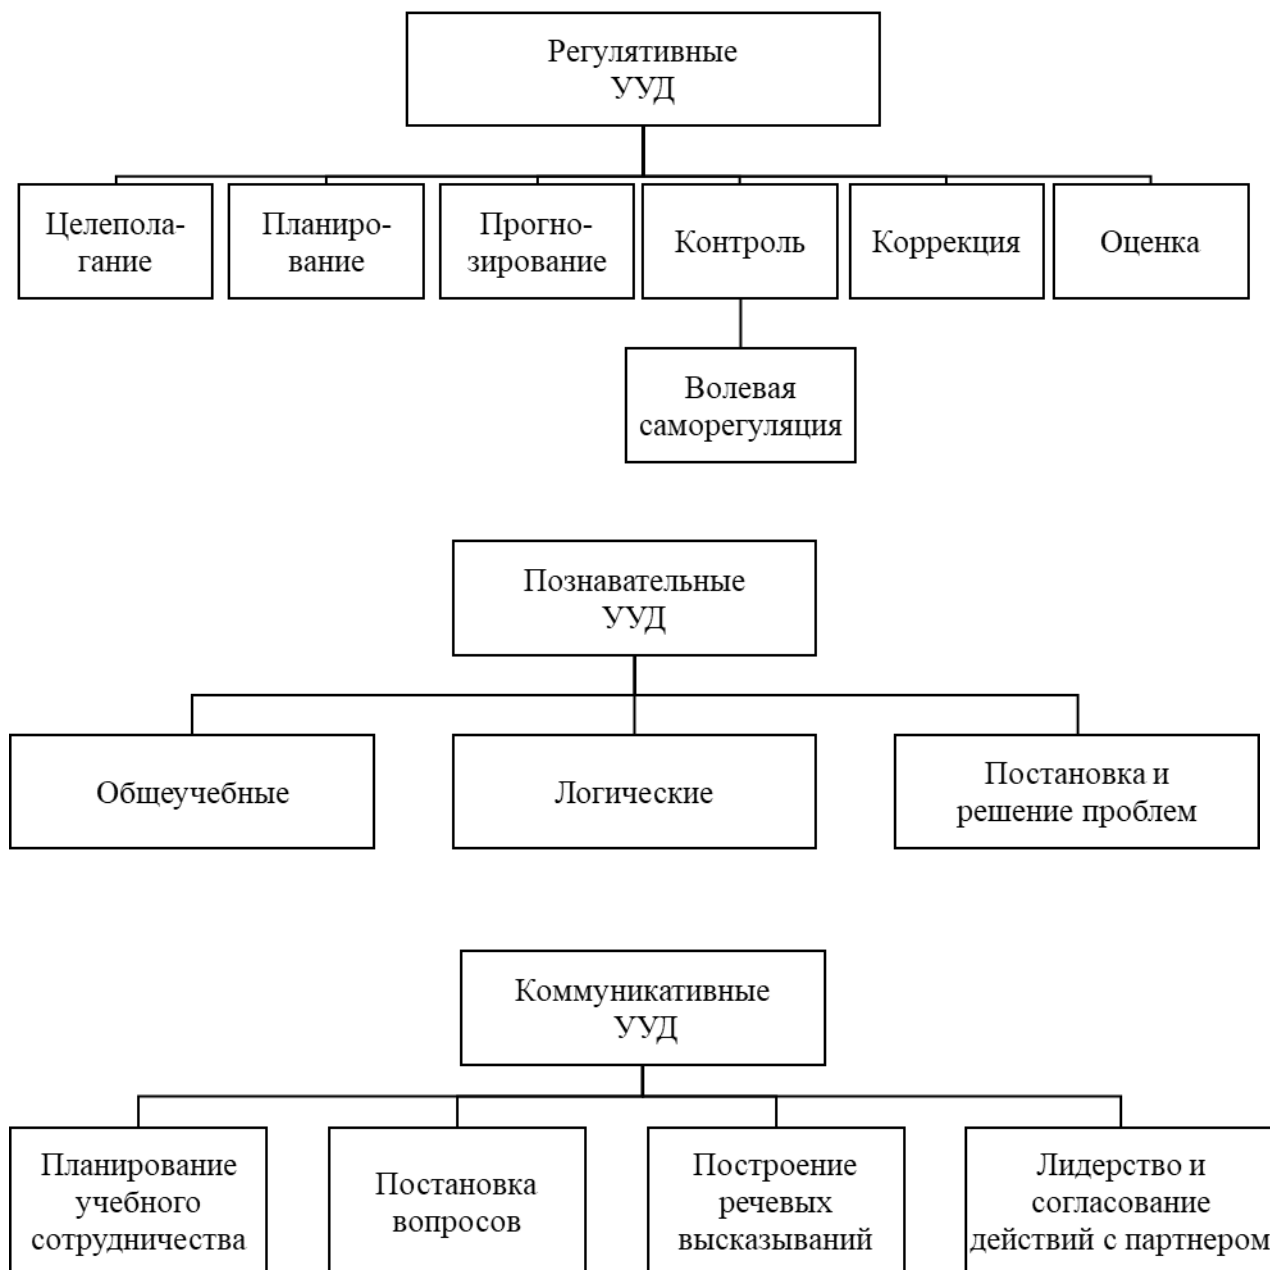 Регулятивные
УУД
Целепола-
гание
Планиро-
вание
Прогно-
зирование
Контроль
Коррекция
Оценка
Волевая
саморегуляция
Познавательные
УУД
Общеучебные
Логические
Постановка и
решение проблем
Коммуникативные
УУД
Планирование
учебного
сотрудничества
Постановка
вопросов
Построение
речевых
высказываний
Лидерство и
согласование
действий с партнером